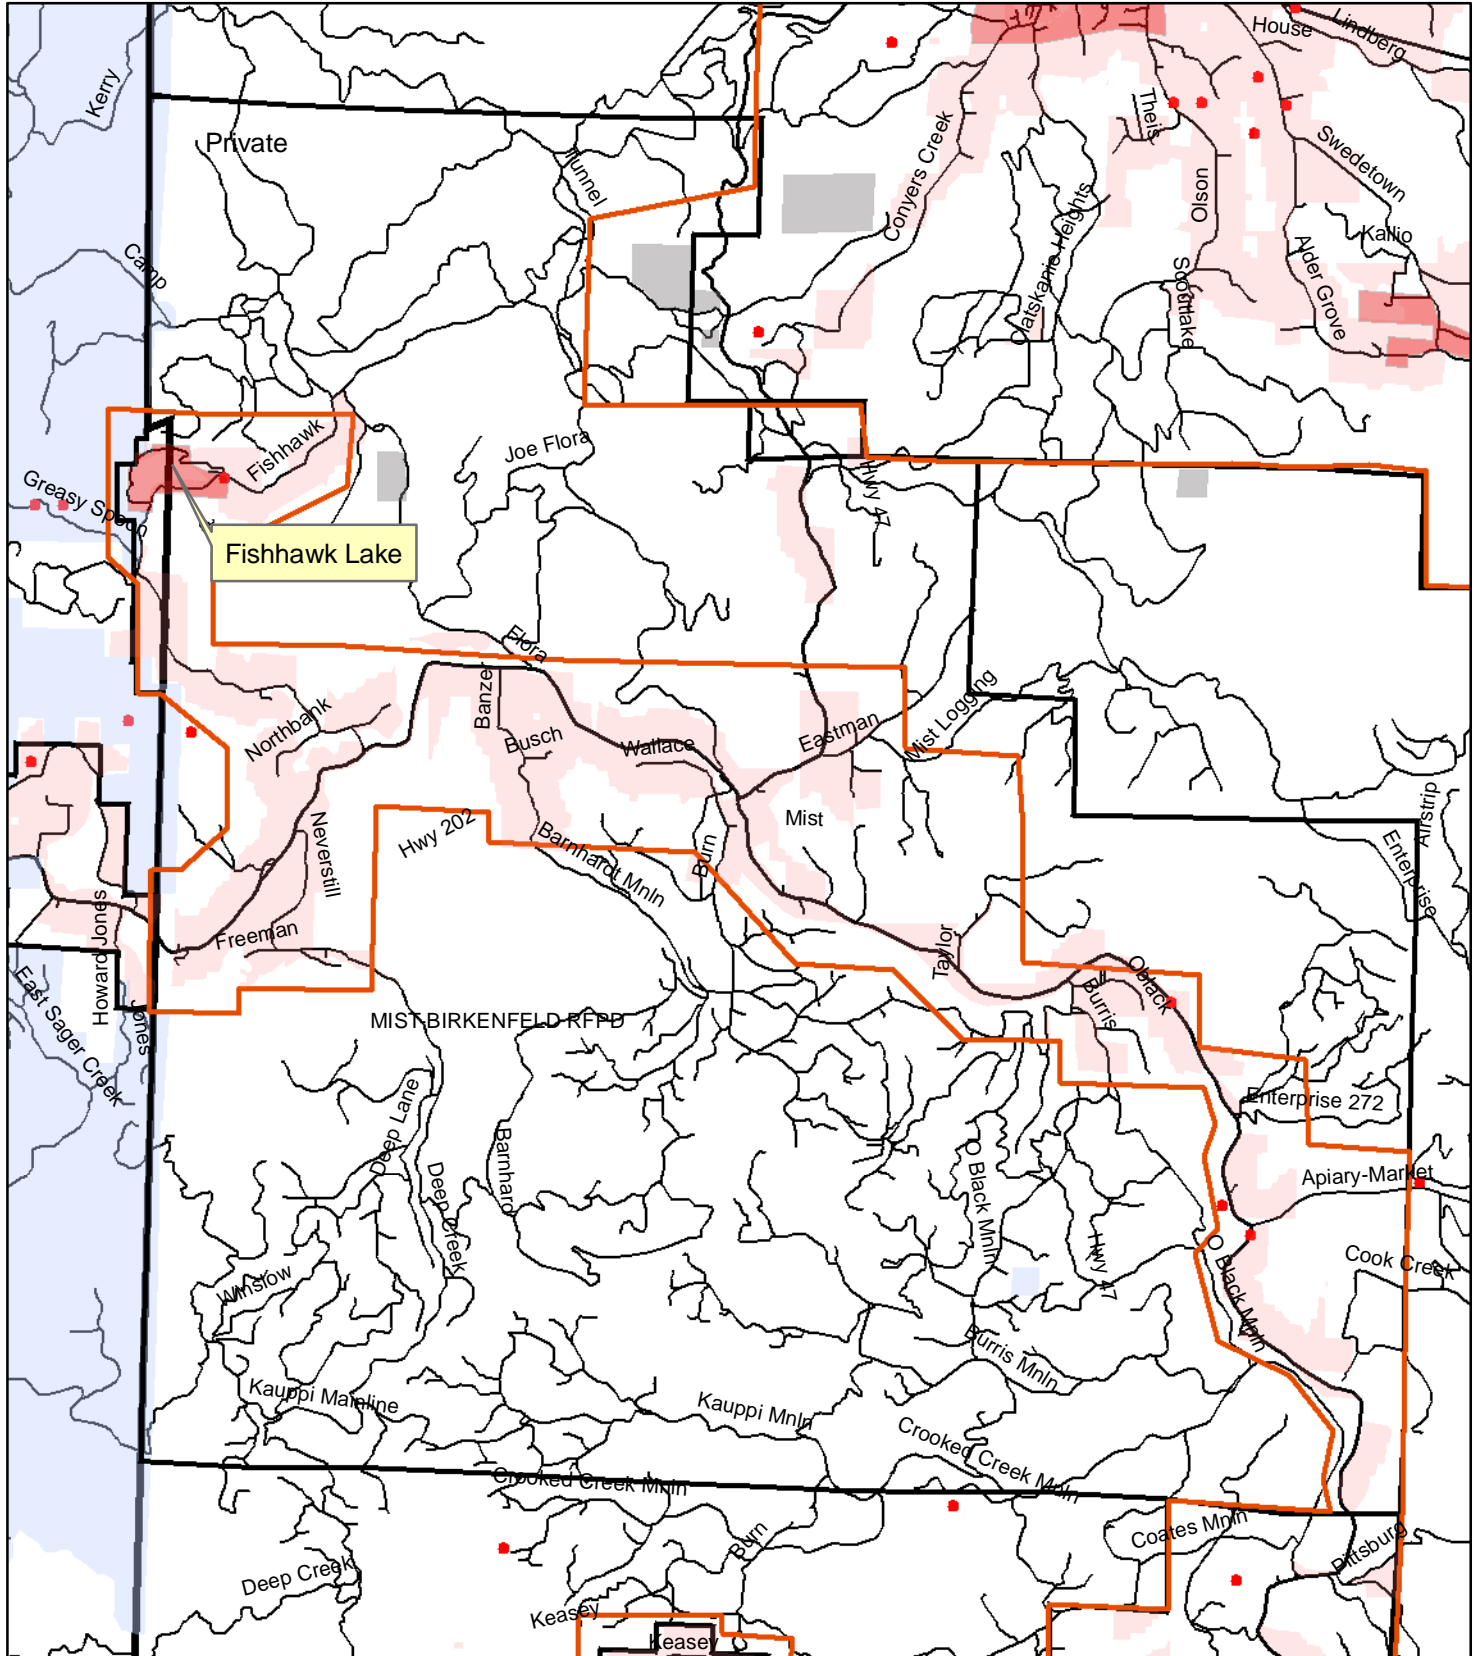 House
Lindberg
Kerry
Theis
Private
Conyers Creek
Swedetown
Tunnel
Olson
Clatskanie Heights
Kallio
Camp
Alder Grove
Scoutlake
Fishhawk
Joe Flora
Greasy Spoon
Hwy 47
Fishhawk Lake
Flora
Banzer
Northbank
Busch
Wallace
Eastman
Mist Logging
Mist
Airstrip
Neverstill
Hwy 202
Barnhardt Mnln
Burn
Enterprise
Howard Jones
Freeman
Taylor
Oblack
Burris
East Sager Creek
Jones
MIST-BIRKENFELD RFPD
Enterprise 272
Deep Lane
Barnhard
Deep Creek
O Black Mnln
Apiary-Market
Hwy 47
O Black Mnln
Cook Creek
Winslow
Burris Mnln
Kauppi Mainline
Kauppi Mnln
Crooked Creek Mnln
Crooked Creek Mnln
Coates Mnln
Burn
Pittsburg
Deep Creek
Keasey
Keasey